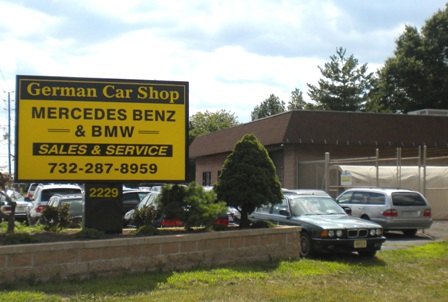 German Car Shop
MERCEDES BENZ
& BMW
SALES & SERVICE
732-287-8959
2229